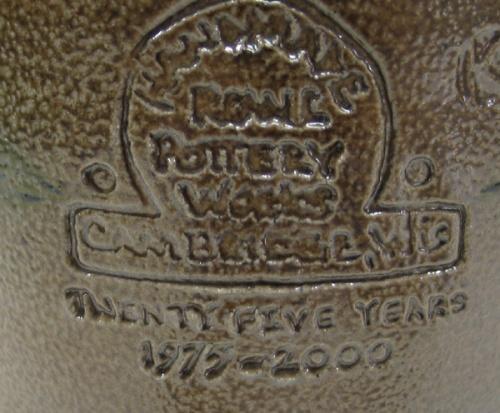 ROWE
POTTERY
WORKS
CAMBRIDGE, WIS
TWENTY FIVE YEARS
1975-2000